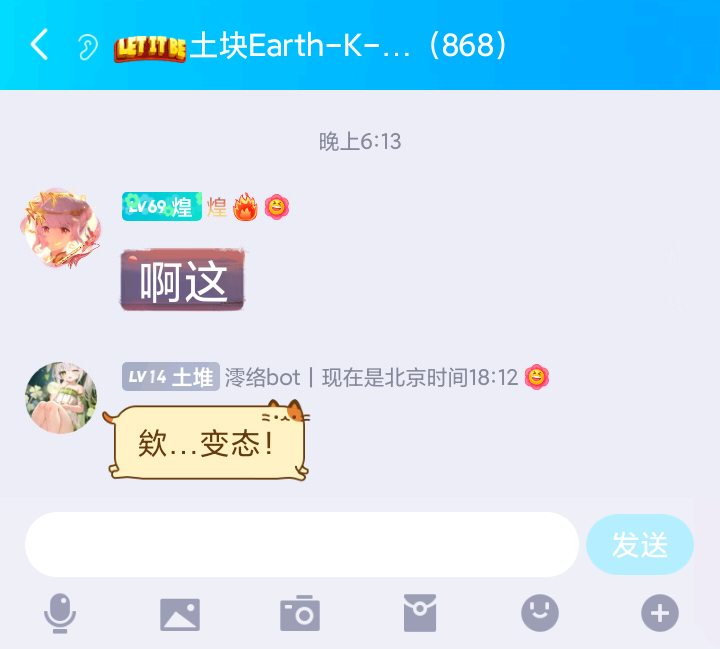 LET IT BE 土块Earth-K-...（868）
晚上6:13
LV69 煌 煌
啊这
LV14 土堆 澪络bot｜现在是北京时间18:12
欸...变态！
发送